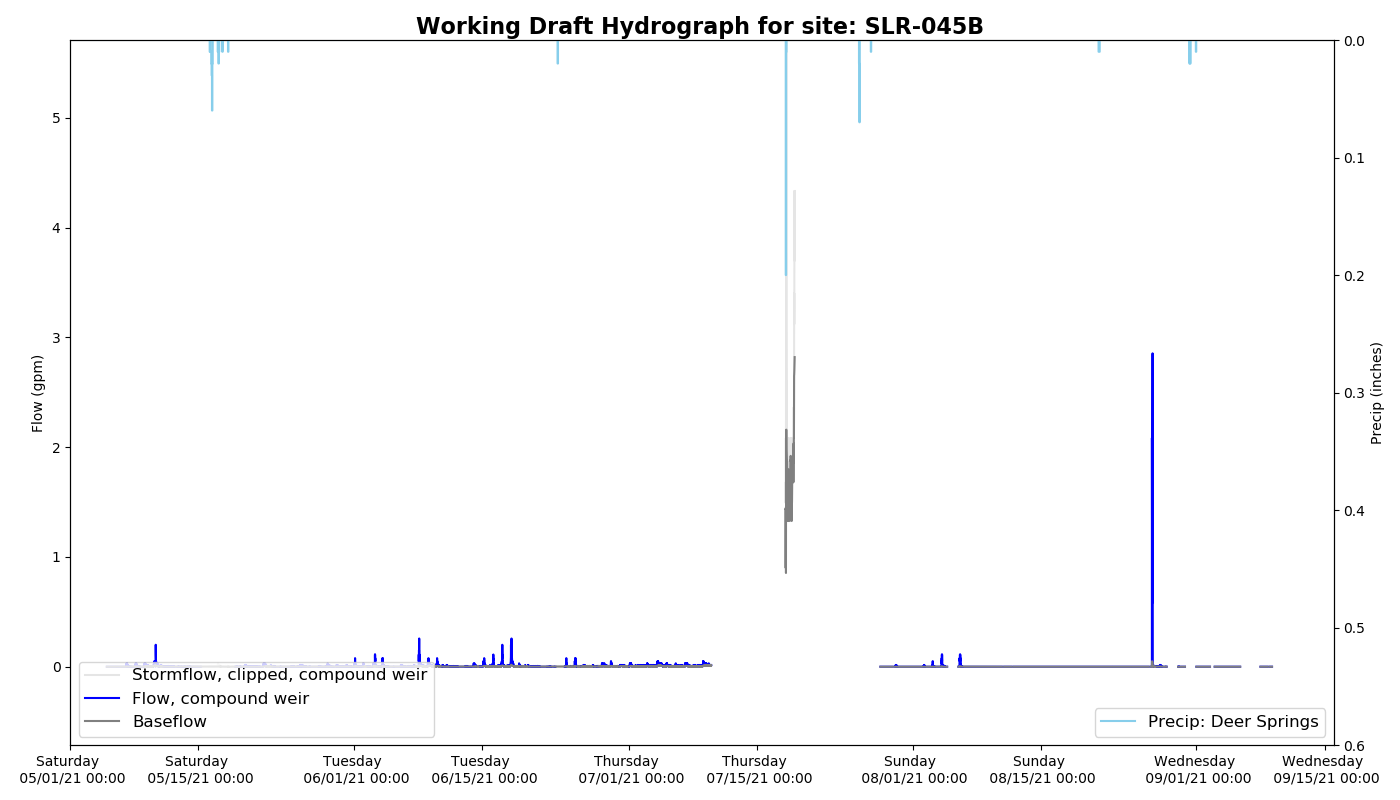 Working Draft Hydrograph for site: SLR-045B
0.0
5
0.1
4
0.2
3
Flow (gpm)
Precip (inches)
0.3
2
0.4
1
0.5
0
Stormflow, clipped, compound weir
Flow, compound weir
Baseflow
Precip: Deer Springs
0.6
Saturday Saturday Tuesday Tuesday Thursday Thursday Sunday Sunday Wednesday Wednesday
05/01/21 00:00 05/15/21 00:00 06/01/21 00:00 06/15/21 00:00 07/01/21 00:00 07/15/21 00:00 08/01/21 00:00 08/15/21 00:00 09/01/21 00:00 09/15/21 00:00